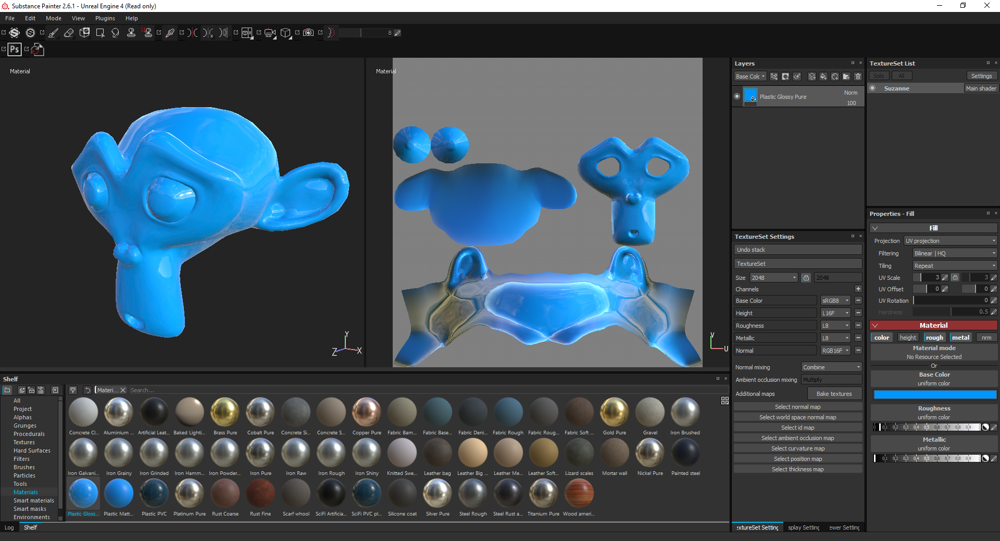 Substance Painter 2.6.1 - Unreal Engine 4 (Read only)
File Edit Mode View Plugins Help
8
Ps
Material
Material
Y
Z X
V
U
Layers
Base Colc
Plastic Glossy Pure
Norm
100
TextureSet List
Solo All Settings
Suzanne Main shader
TextureSet Settings
Undo stack
TextureSet
Size 2048 2048
Channels
Base Color sRGB8
Height L16F
Roughness L8
Metallic L8
Normal RGB16F
Normal mixing Combine
Ambient occlusion mixing Multiply
Additional maps Bake textures
Select normal map
Select world space normal map
Select id map
Select ambient occlusion map
Select curvature map
Select position map
Select thickness map
extureSet Setting splay Setting ewer Setting
Properties - Fill
Fill
Projection UV projection
Filtering Bilinear | HQ
Tiling Repeat
UV Scale 3 3
UV Offset 0 0
UV Rotation 0
Hardness 0.5
Material
color height rough metal nrm
Material mode
No Resource Selected
Or
Base Color
uniform color
Roughness
uniform color
0 0.1 0.2 0.3 0.4 0.5 0.6 0.7 0.8 0.9 1
Metallic
uniform color
0.1 0.2 0.3 0.4 0.5 0.6 0.7 0.8 0.9 1
Shelf
Materi... Search...
All
Project
Alphas
Grunges
Procedurals
Textures
Hard Surfaces
Filters
Brushes
Particles
Tools
Materials
Smart materials
Smart masks
Environments
Concrete Cl... Aluminium ... Artificial Leat... Baked Lighti... Brass Pure Cobalt Pure Concrete Si... Concrete S... Copper Pure Fabric Bam... Fabric Base... Fabric Deni... Fabric Rough Fabric Roug... Fabric Soft ... Gold Pure Gravel Iron Brushed
Iron Galvani... Iron Grainy Iron Grinded Iron Hamm... Iron Powder... Iron Pure Iron Raw Iron Rough Iron Shiny Knitted Swe... Leather bag Leather Big ... Leather Me... Leather Soft... Lizard scales Mortar wall Nickel Pure Painted steel
Plastic Gloss... Plastic Matt... Plastic PVC Platinum Pure Rust Coarse Rust Fine Scarf whool SciFi Artificia... SciFi PVC pl... Silicone coat Silver Pure Steel Rough Steel Rust a... Titanium Pure Wood ameri...
Log Shelf